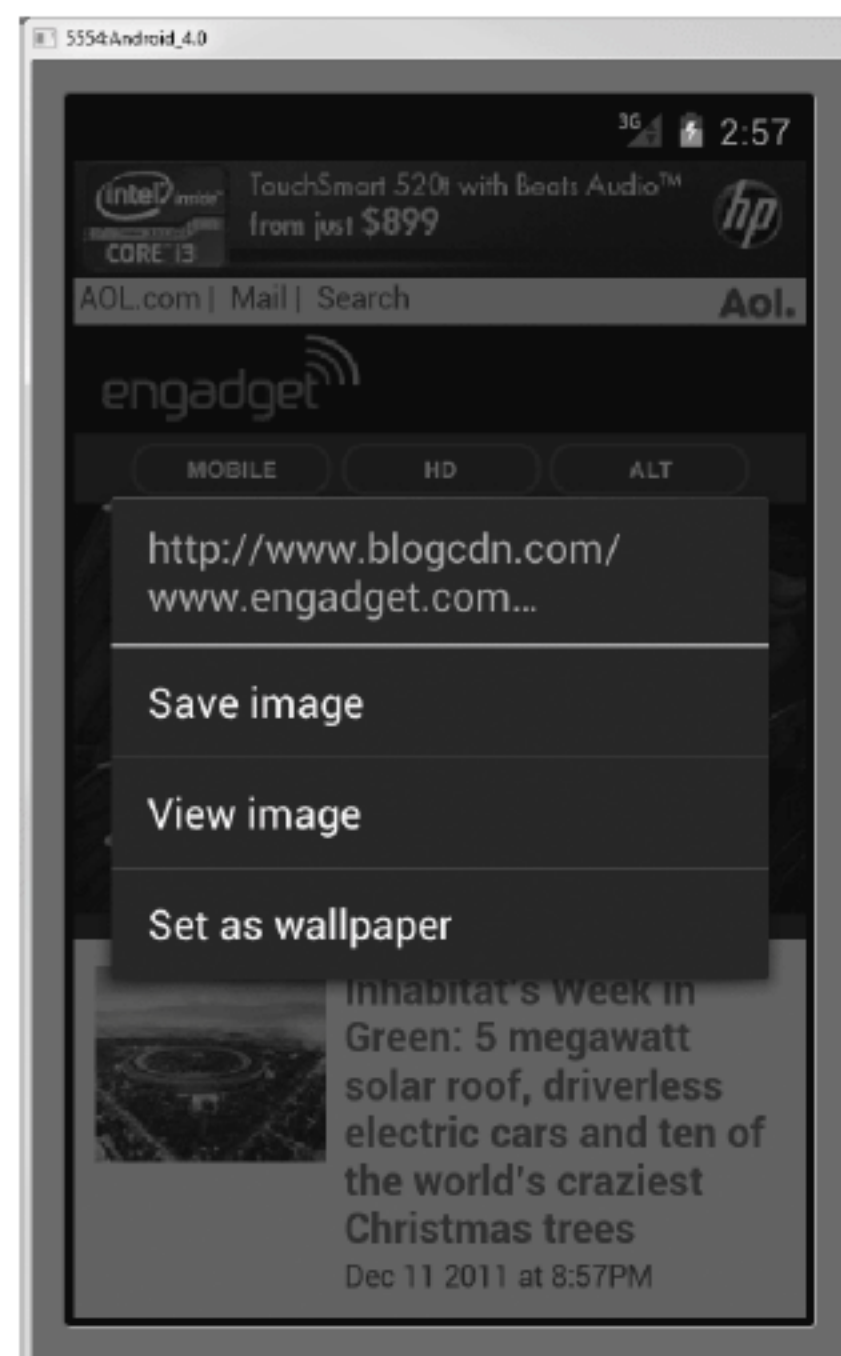 5554:Android_4.0
3G 2:57
intel inside™ TouchSmart 520t with Beats Audio™
from just $899
CORE i3
hp
AOL.com | Mail | Search Aol.
engadget
MOBILE HD ALT
http://www.blogcdn.com/
www.engadget.com...
Save image
View image
Set as wallpaper
Inhabitat's Week in
Green: 5 megawatt
solar roof, driverless
electric cars and ten of
the world's craziest
Christmas trees
Dec 11 2011 at 8:57PM